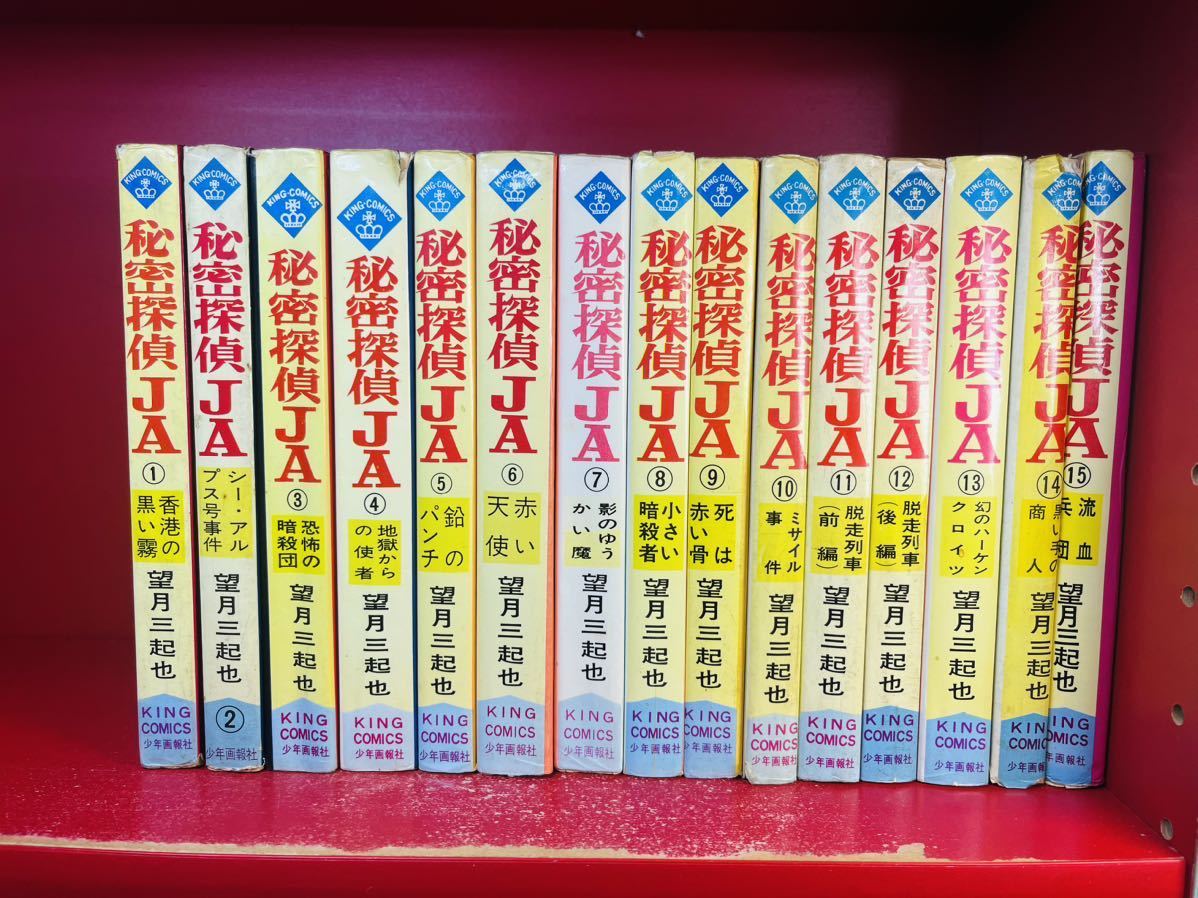 KING-COMICS
秘密探偵JA
①
香港の
黒い霧
望月三起也
KING
COMICS
少年画報社
KING-COMICS
秘密探偵JA
シー・アル
プス号事件
望月三起也
②
少年画報社
KING-COMICS
秘密探偵JA
③
恐怖の
暗殺団
望月三起也
KING
COMICS
少年画報社
KING-COMICS
秘密探偵JA
④
地獄から
の使者
望月三起也
KING
COMICS
少年画報社
KING-COMICS
秘密探偵JA
⑤
鉛の
パンチ
望月三起也
KING
COMICS
少年画報社
KING-COMICS
秘密探偵JA
⑥
赤い
天使
望月三起也
KING
COMICS
少年画報社
KING-COMICS
秘密探偵JA
⑦
影のゆう
かい魔
望月三起也
KING
COMICS
少年画報社
KING-COMICS
秘密探偵JA
⑧
小さい
暗殺者
望月三起也
KING
COMICS
少年画報社
KING-COMICS
秘密探偵JA
⑨
死は
赤い骨
望月三起也
KING
COMICS
少年画報社
KING-COMICS
秘密探偵JA
⑩
ミサイル
事件
望月三起也
KING
COMICS
少年画報社
KING-COMICS
秘密探偵JA
⑪
脱走列車
(前編)
望月三起也
KING
COMICS
少年画報社
KING-COMICS
秘密探偵JA
⑫
脱走列車
(後編)
望月三起也
KING
COMICS
少年画報社
KING-COMICS
秘密探偵JA
⑬
幻のハーケン
クロイツ
望月三起也
KING
COMICS
少年画報社
KING-COMICS
秘密探偵JA
⑭
黒い手の
商人
望月三起也
KING
COMICS
少年画報社
KING-COMICS
秘密探偵JA
⑮
流血
兵団
望月三起也
KING
COMICS
少年画報社